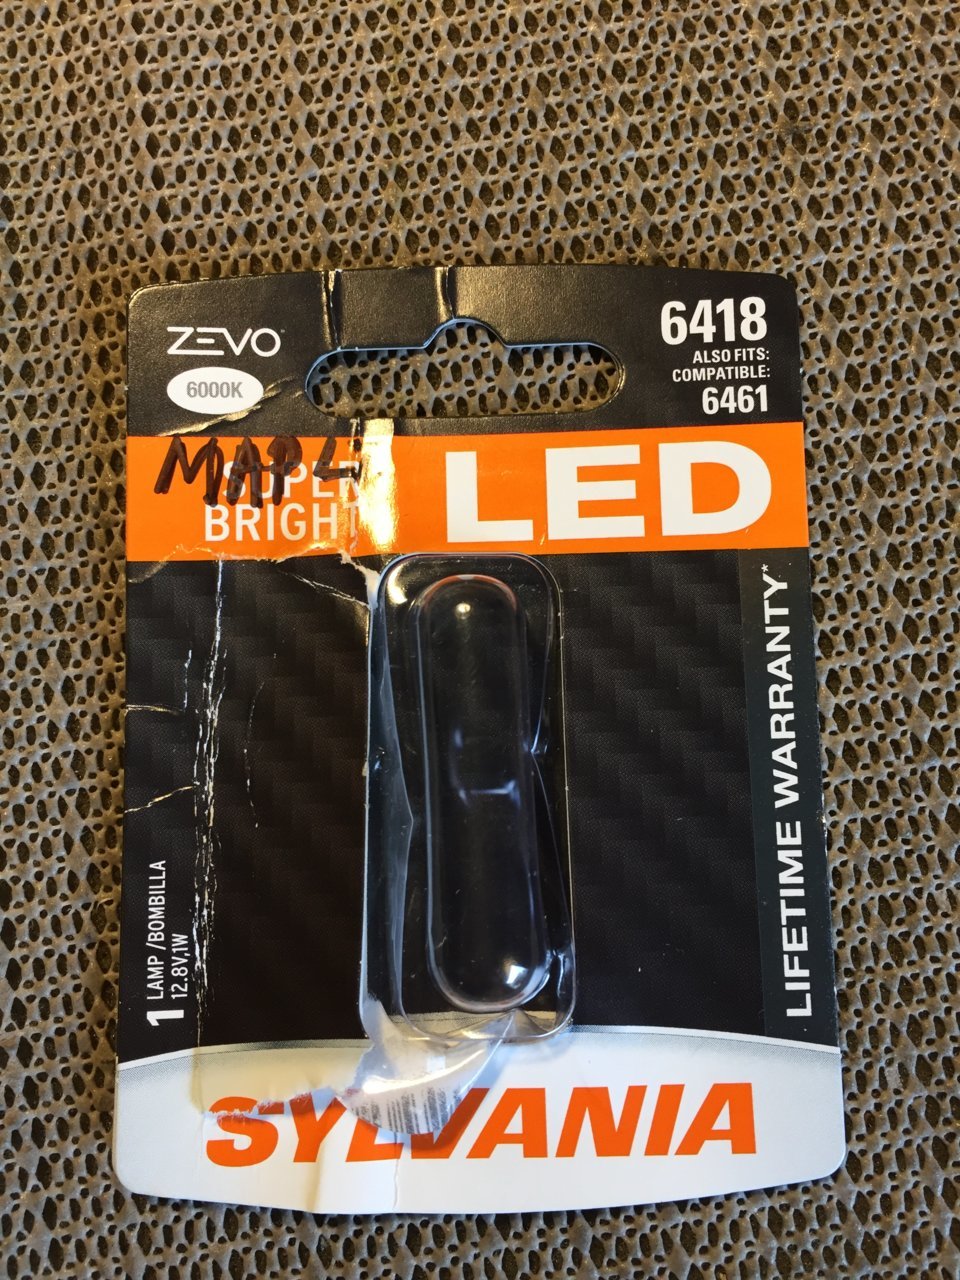 ZEVO
6000K
6418
ALSO FITS:
COMPATIBLE:
6461
MAP
SUPER
BRIGHT
LED
LIFETIME WARRANTY*
1 LAMP /BOMBILLA
12.8V,1W
SYLVANIA